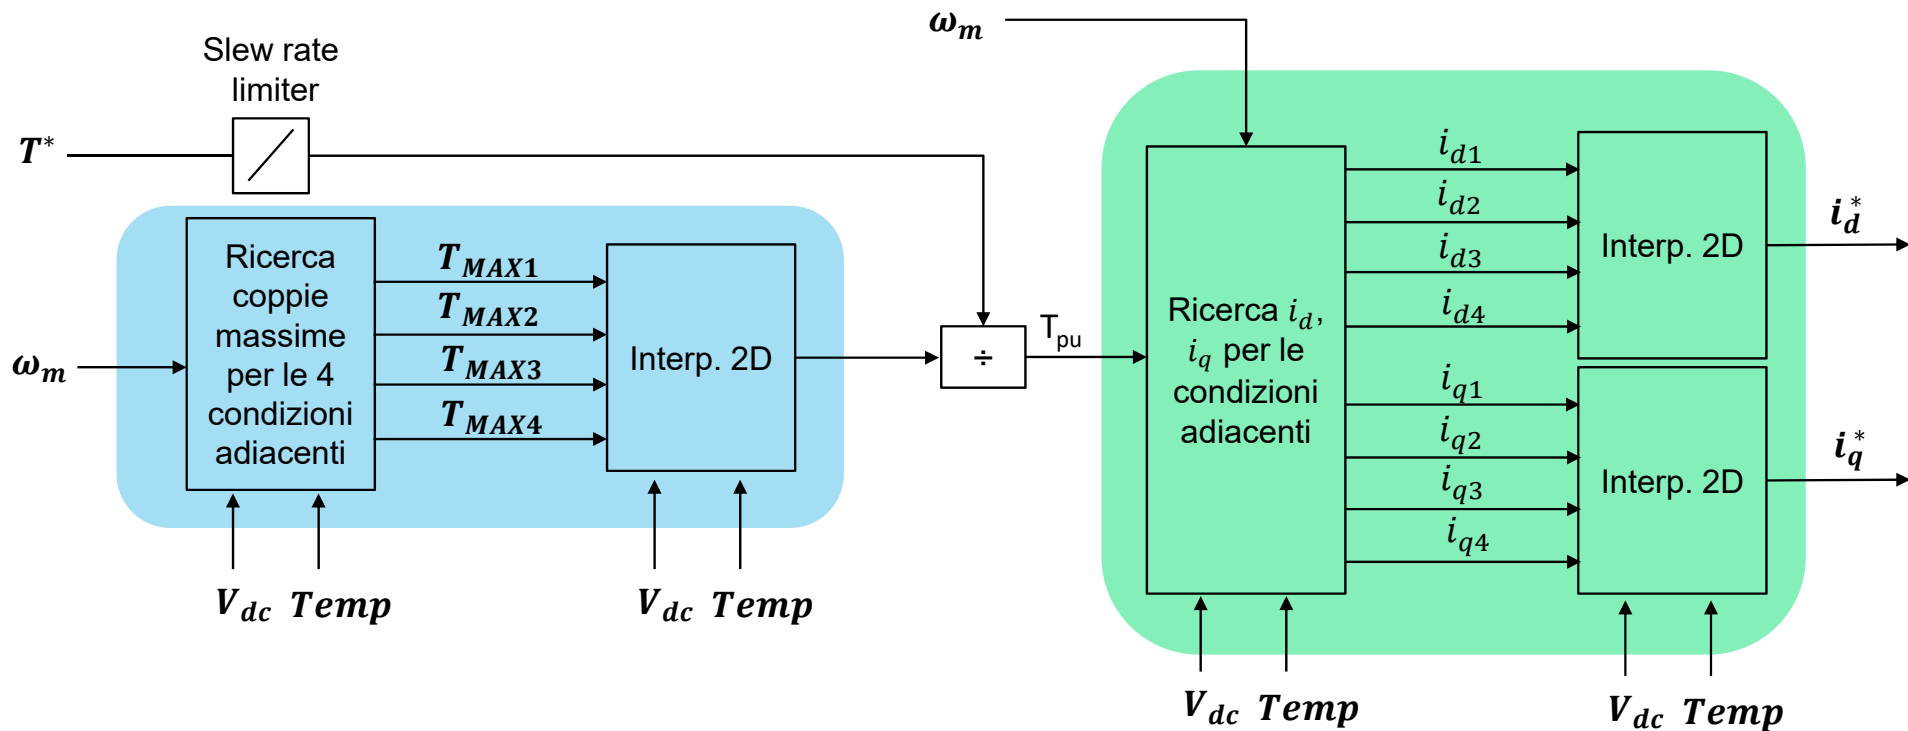 Slew rate
limiter
T*
Ricerca
coppie
massime
per le 4
condizioni
adiacenti
ω_m
T_MAX1
T_MAX2
T_MAX3
T_MAX4
Interp. 2D
V_dc Temp
V_dc Temp
÷
T_pu
ω_m
Ricerca i_d,
i_q per le
condizioni
adiacenti
i_d1
i_d2
i_d3
i_d4
i_q1
i_q2
i_q3
i_q4
Interp. 2D
Interp. 2D
i_d^*
i_q^*
V_dc Temp
V_dc Temp